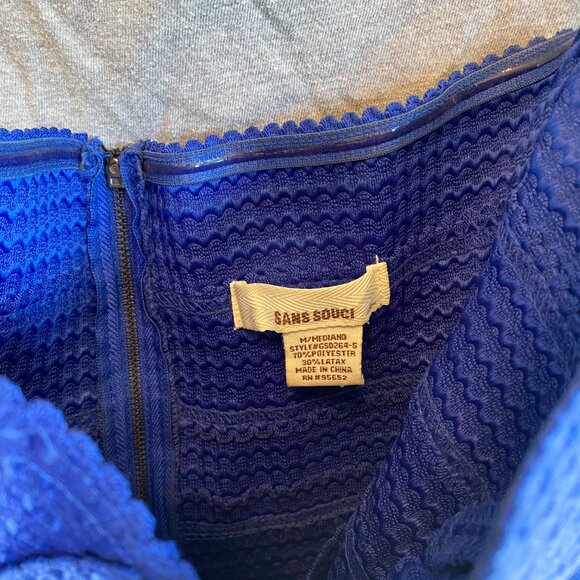 SANS SOUCI
M/MEDIANO
STYLE#GSD264-S
70%POLYESTER
30%LATAX
MADE IN CHINA
RN #95652